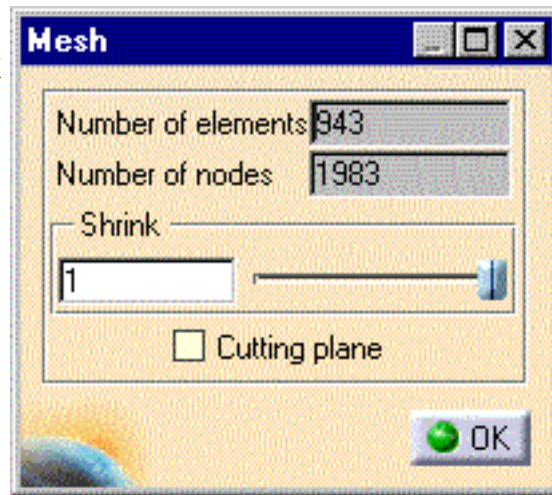 Mesh
Number of elements 943
Number of nodes 1983
Shrink
1
Cutting plane
OK